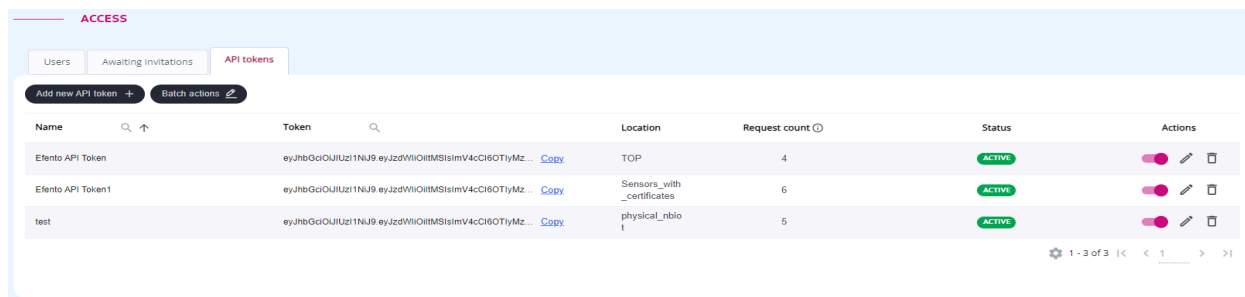 ACCESS
Users Awaiting invitations API tokens
Add new API token + Batch actions
Name Token Location Request count Status Actions
Efento API Token eyJhbGciOiJIUzI1NiJ9.eyJzdWIiOiItMSIsImV4cCI6OTIyMz... Copy TOP 4 ACTIVE
Efento API Token1 eyJhbGciOiJIUzI1NiJ9.eyJzdWIiOiItMSIsImV4cCI6OTIyMz... Copy Sensors_with
_certificates 6 ACTIVE
test eyJhbGciOiJIUzI1NiJ9.eyJzdWIiOiItMSIsImV4cCI6OTIyMz... Copy physical_nbio
t 5 ACTIVE
1 - 3 of 3 |< < 1 > >|